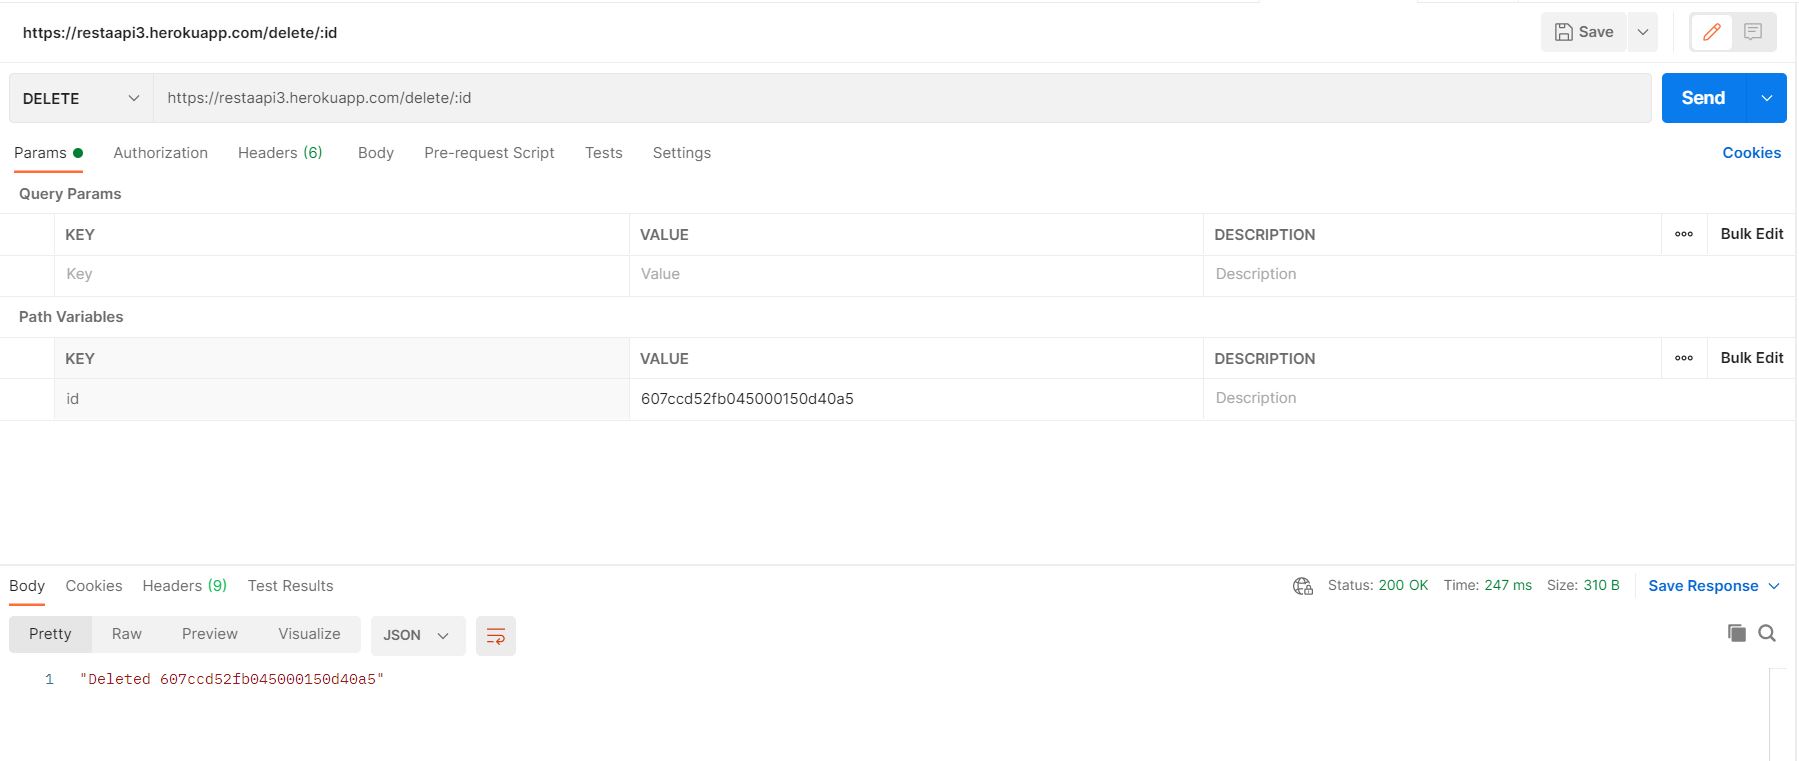 https://restaapi3.herokuapp.com/delete/:id
Save
DELETE
https://restaapi3.herokuapp.com/delete/:id
Send
Params Authorization Headers (6) Body Pre-request Script Tests Settings Cookies
Query Params
KEY VALUE DESCRIPTION Bulk Edit
Key Value Description
Path Variables
KEY VALUE DESCRIPTION Bulk Edit
id 607ccd52fb045000150d40a5 Description
Body Cookies Headers (9) Test Results Status: 200 OK Time: 247 ms Size: 310 B Save Response
Pretty Raw Preview Visualize JSON
1 "Deleted 607ccd52fb045000150d40a5"